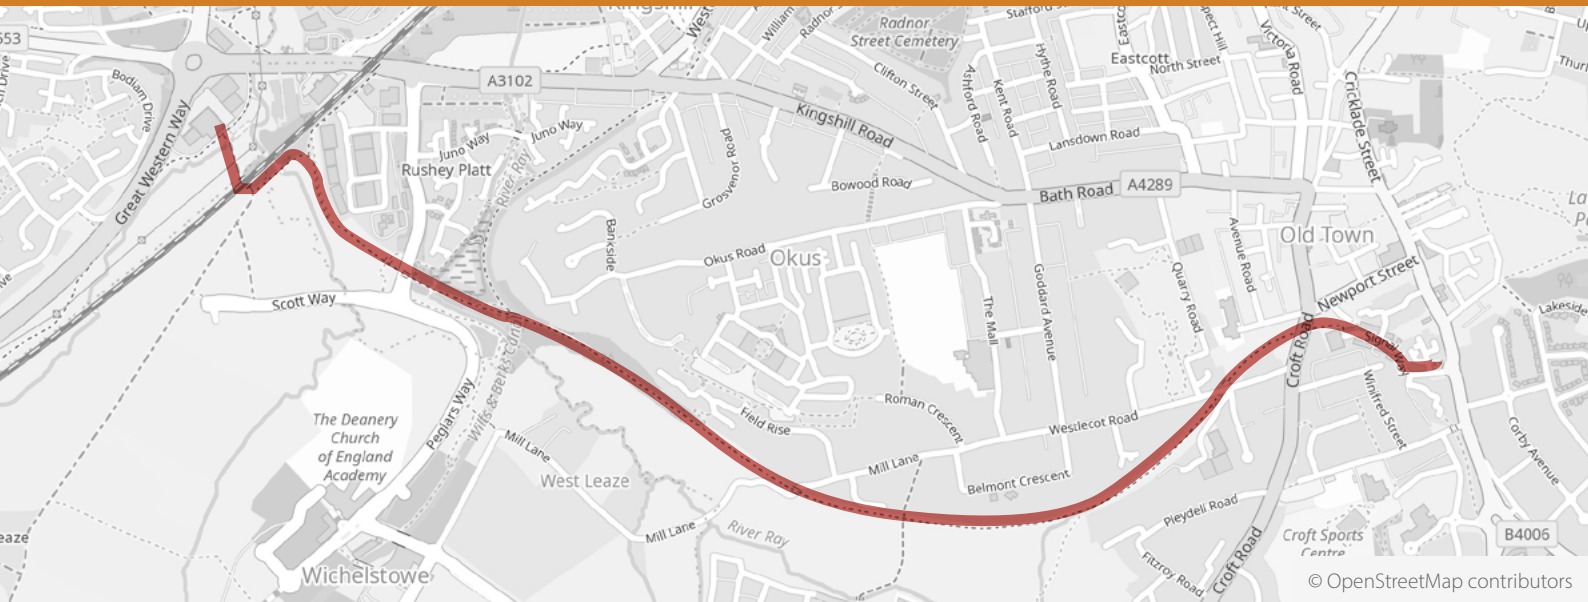 Kingshill
William
Radnor
Stafford
Radnor
Street Cemetery
Eastcott
North Street
Victoria Road
Cricklade Street
553
Bodiam Drive
A3102
Clifton Street
Ashford Road
Kent Road
Hythe Road
Great Western Way
Juno Way
Juno Way
Kingshill Road
Lansdown Road
Rushey Platt
River Ray
Grosvenor Road
Bowood Road
Bath Road
A4289
Bankside
Okus Road
Okus
Avenue Road
Old Town
Scott Way
The Mall
Goddard Avenue
Quarry Road
Newport Street
Lakeside
Wilts & Berks Canal
Croft Road
Signal Way
Peglars Way
The Deanery
Church
of England
Academy
Field Rise
Roman Crescent
Westlecot Road
Winifred Street
Corby Avenue
Mill Lane
Mill Lane
Belmont Crescent
West Leaze
Mill Lane
River Ray
Pleydell Road
Croft Sports
Centre
B4006
Fitzroy Road
Croft Road
Wichelstowe
© OpenStreetMap contributors